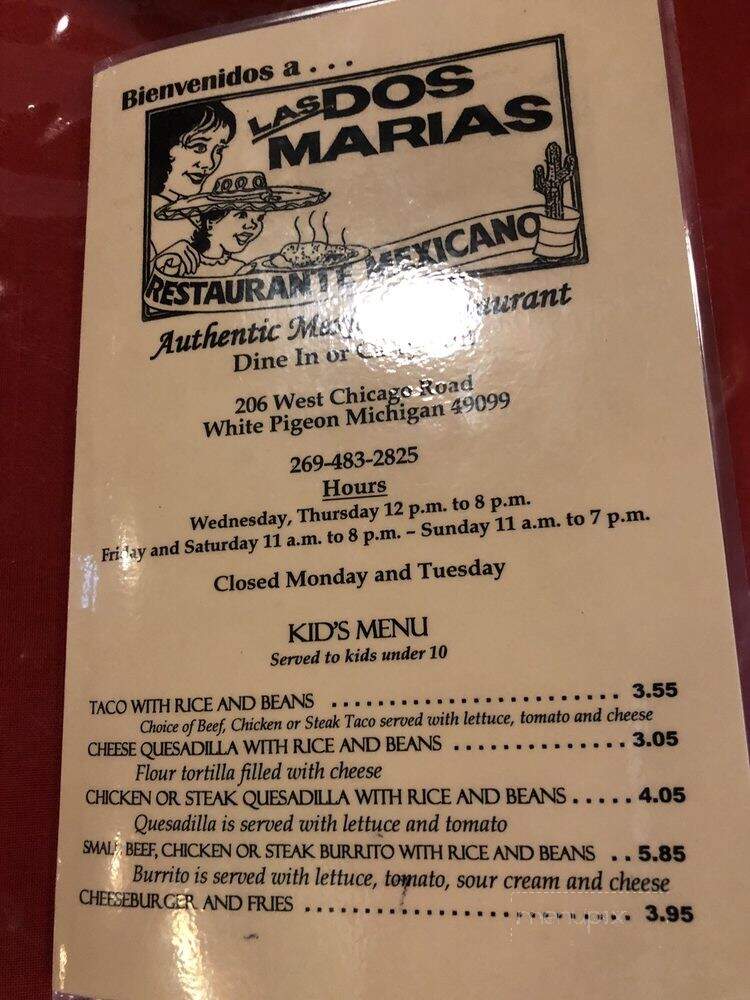 Bienvenidos a . . .
LAS DOS
MARIAS
RESTAURANTE MEXICANO
Authentic
Dine In or
206 West Chicago Road
White Pigeon Michigan 49099
269-483-2825
Hours
Wednesday, Thursday 12 p.m. to 8 p.m.
Friday and Saturday 11 a.m. to 8 p.m. – Sunday 11 a.m. to 7 p.m.
Closed Monday and Tuesday
KID'S MENU
Served to kids under 10
TACO WITH RICE AND BEANS ........................ 3.55
Choice of Beef, Chicken or Steak Taco served with lettuce, tomato and cheese
CHEESE QUESADILLA WITH RICE AND BEANS ............... 3.05
Flour tortilla filled with cheese
CHICKEN OR STEAK QUESADILLA WITH RICE AND BEANS ..... 4.05
Quesadilla is served with lettuce and tomato
SMALL BEEF, CHICKEN OR STEAK BURRITO WITH RICE AND BEANS .. 5.85
Burrito is served with lettuce, tomato, sour cream and cheese
CHEESEBURGER AND FRIES ............................ 3.95
menupix